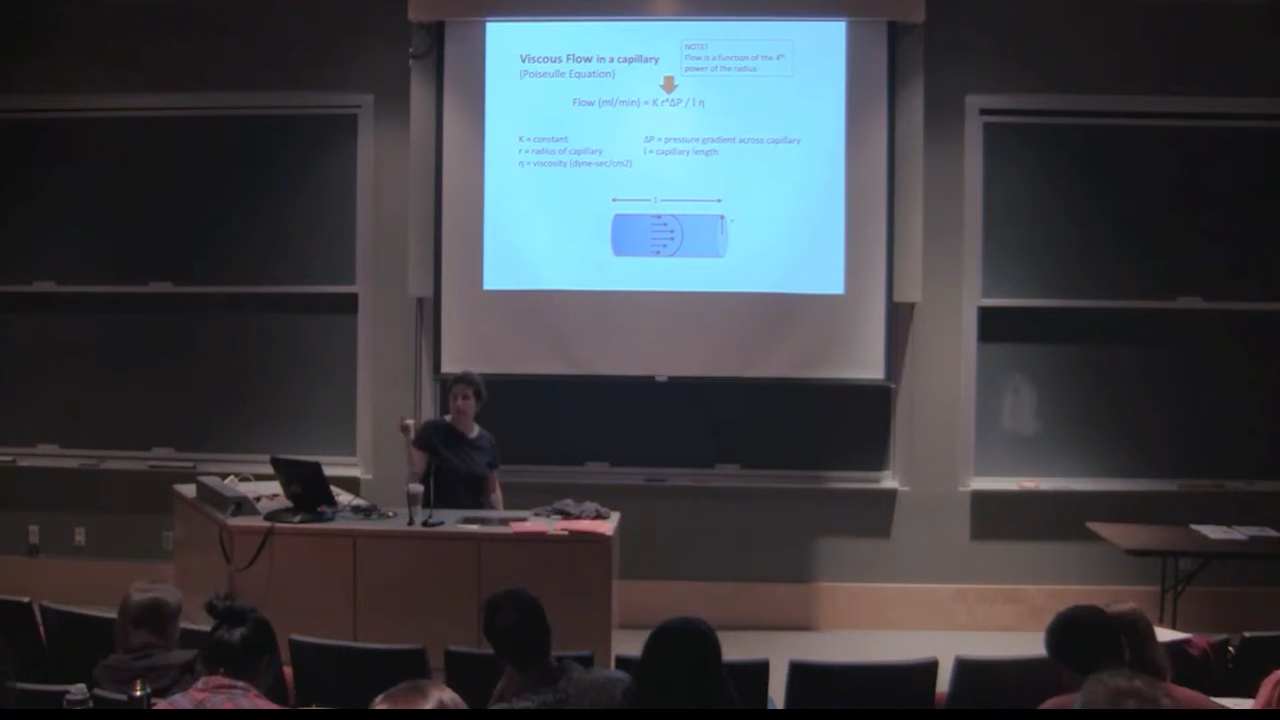 Viscous Flow in a capillary
(Poiseulle Equation)
NOTE!
Flow is a function of the 4th
power of the radius
Flow (ml/min) = K r⁴ΔP / l η
K = constant
r = radius of capillary
η = viscosity (dyne-sec/cm2)
ΔP = pressure gradient across capillary
l = capillary length
L
r